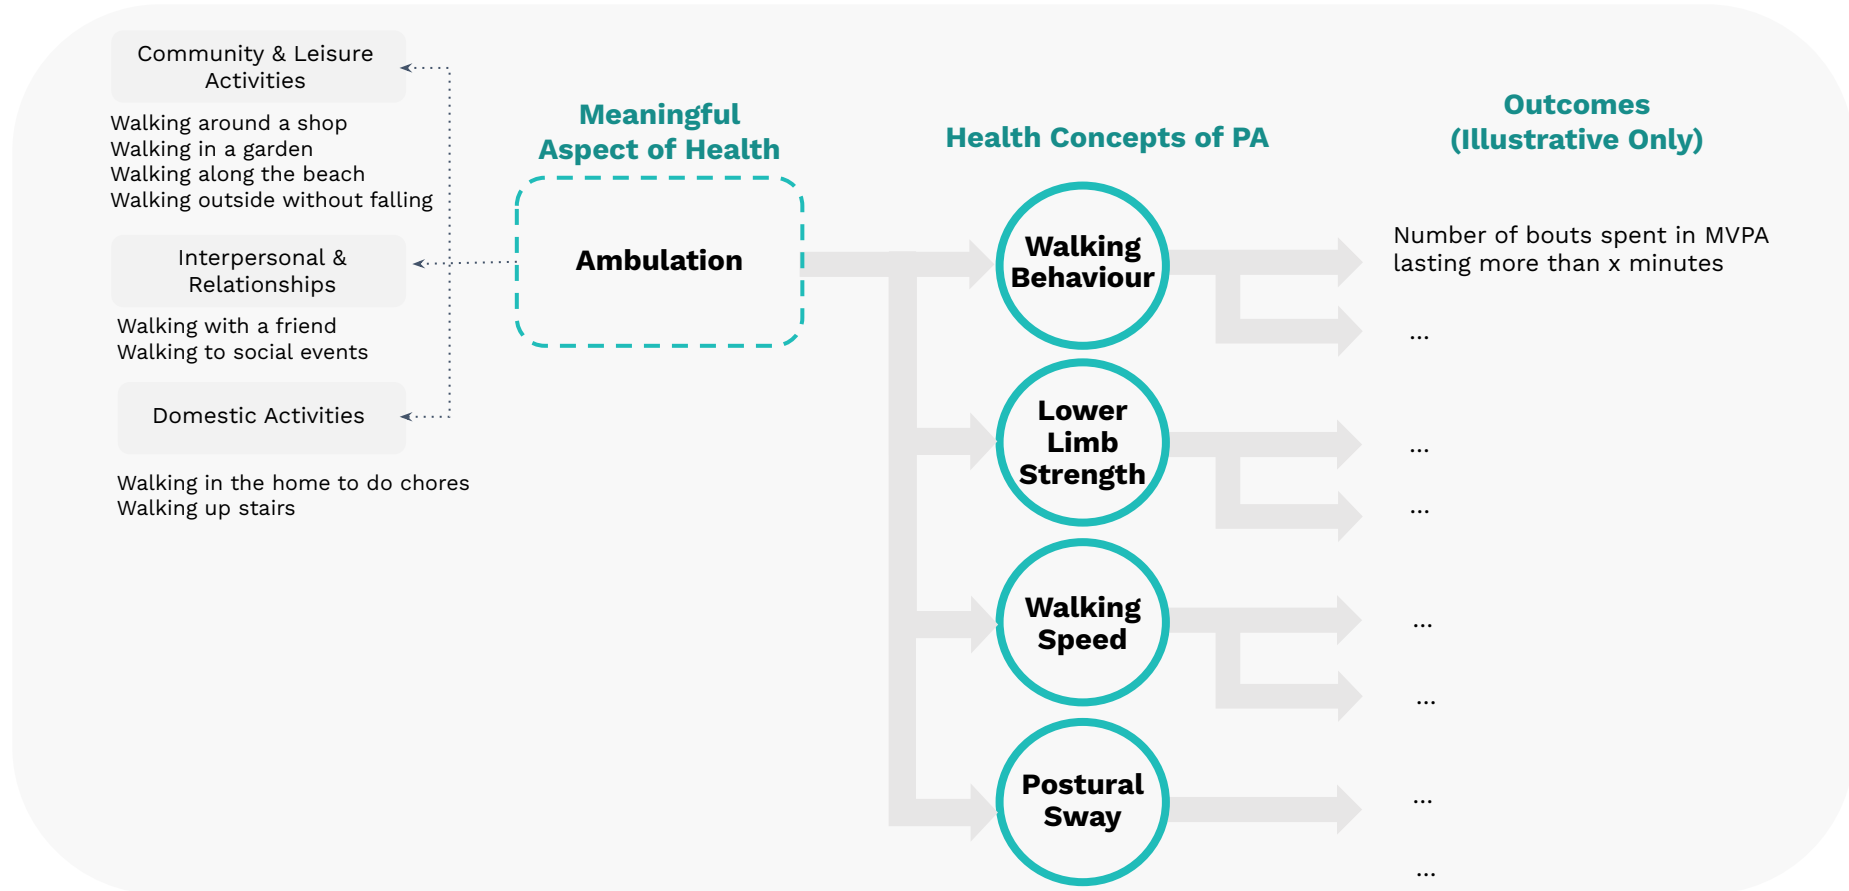 Community & Leisure
Activities
Walking around a shop
Walking in a garden
Walking along the beach
Walking outside without falling
Interpersonal &
Relationships
Walking with a friend
Walking to social events
Domestic Activities
Walking in the home to do chores
Walking up stairs
Meaningful
Aspect of Health
Ambulation
Health Concepts of PA
Walking
Behaviour
Lower
Limb
Strength
Walking
Speed
Postural
Sway
Outcomes
(Illustrative Only)
Number of bouts spent in MVPA
lasting more than x minutes
...
...
...
...
...
...
...